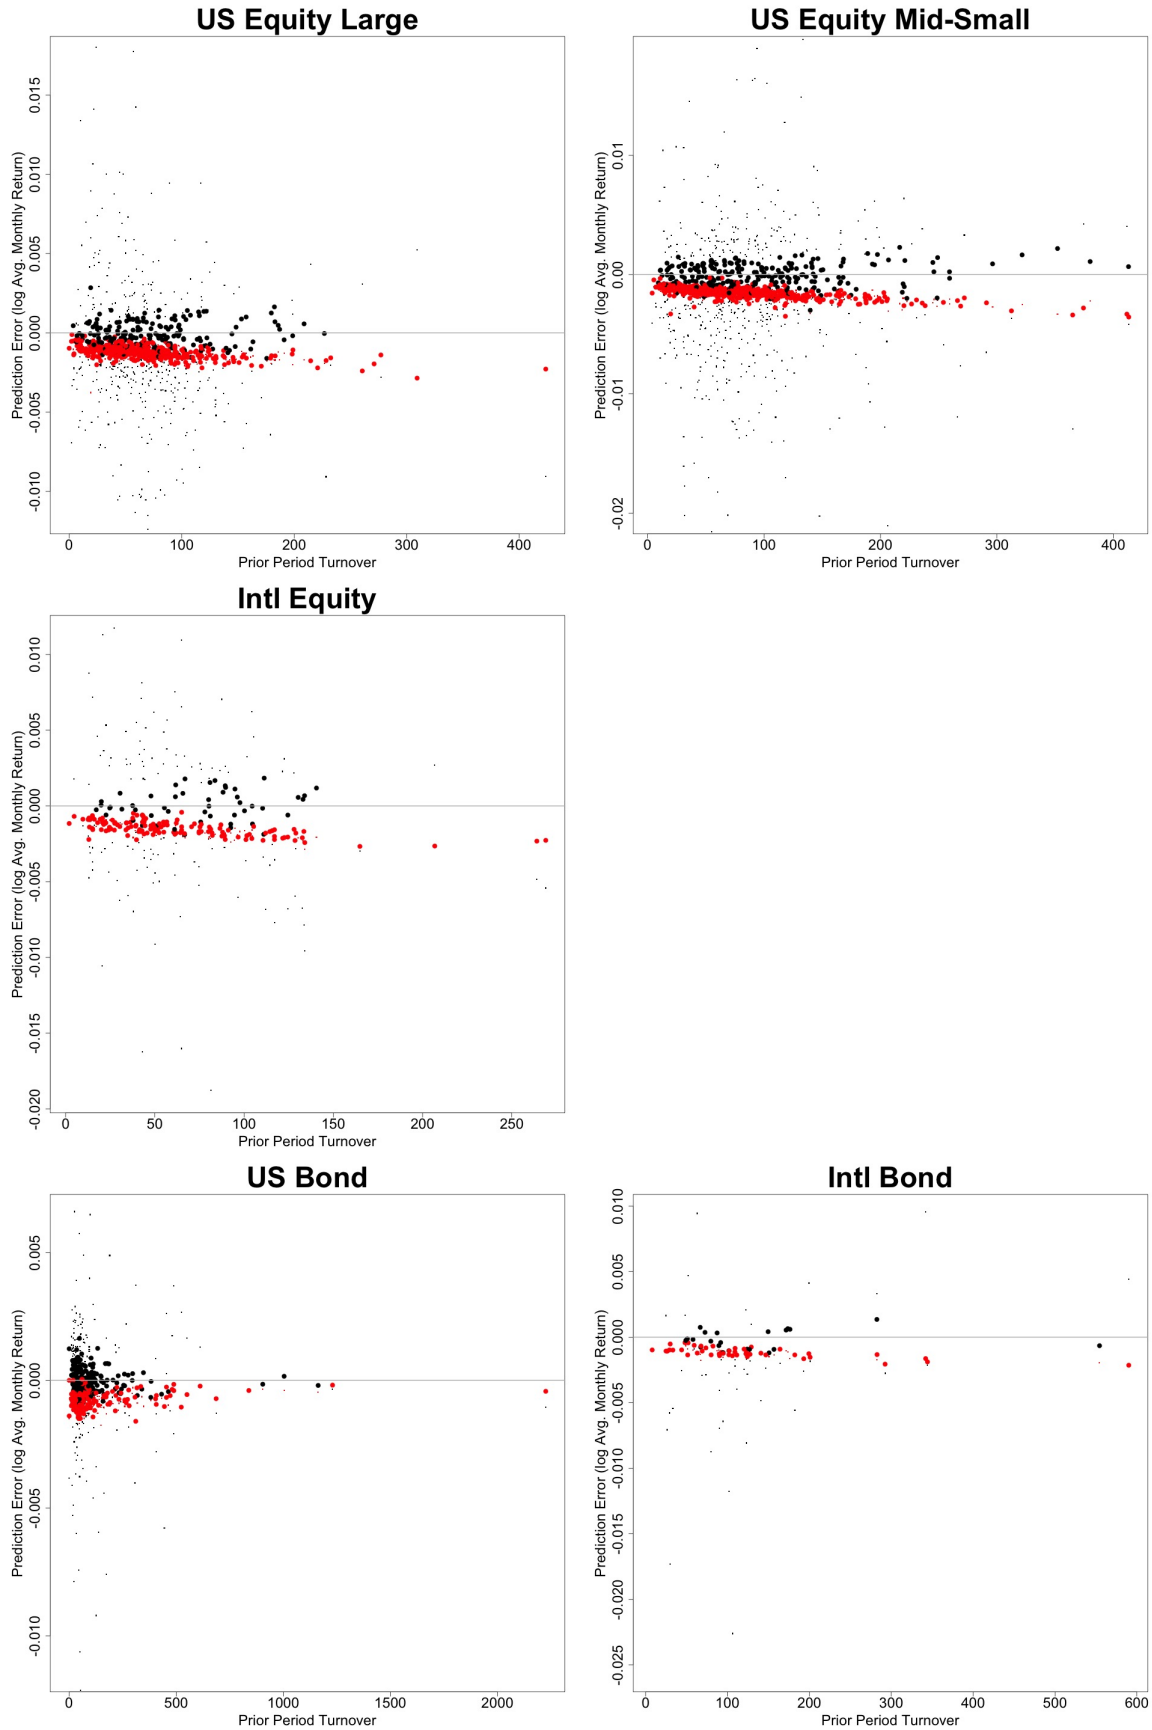 US Equity Large
Prediction Error (log Avg. Monthly Return)
0.015
0.010
0.005
0.000
-0.005
-0.010
0 100 200 300 400
Prior Period Turnover
US Equity Mid-Small
Prediction Error (log Avg. Monthly Return)
0.01
0.00
-0.01
-0.02
0 100 200 300 400
Prior Period Turnover
Intl Equity
Prediction Error (log Avg. Monthly Return)
0.010
0.005
0.000
-0.005
-0.010
-0.015
-0.020
0 50 100 150 200 250
Prior Period Turnover
US Bond
Prediction Error (log Avg. Monthly Return)
0.005
0.000
-0.005
-0.010
0 500 1000 1500 2000
Prior Period Turnover
Intl Bond
Prediction Error (log Avg. Monthly Return)
0.010
0.005
0.000
-0.005
-0.010
-0.015
-0.020
-0.025
0 100 200 300 400 500 600
Prior Period Turnover